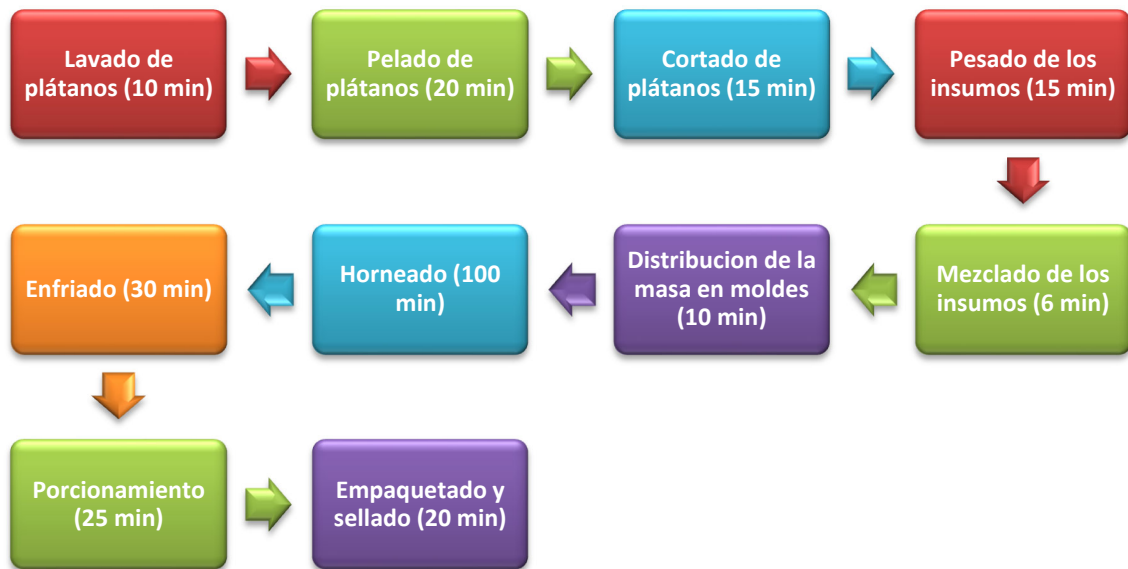 Lavado de
plátanos (10 min)
Pelado de
plátanos (20 min)
Cortado de
plátanos (15 min)
Pesado de los
insumos (15 min)
Mezclado de los
insumos (6 min)
Distribucion de la
masa en moldes
(10 min)
Horneado (100
min)
Enfriado (30 min)
Porcionamiento
(25 min)
Empaquetado y
sellado (20 min)